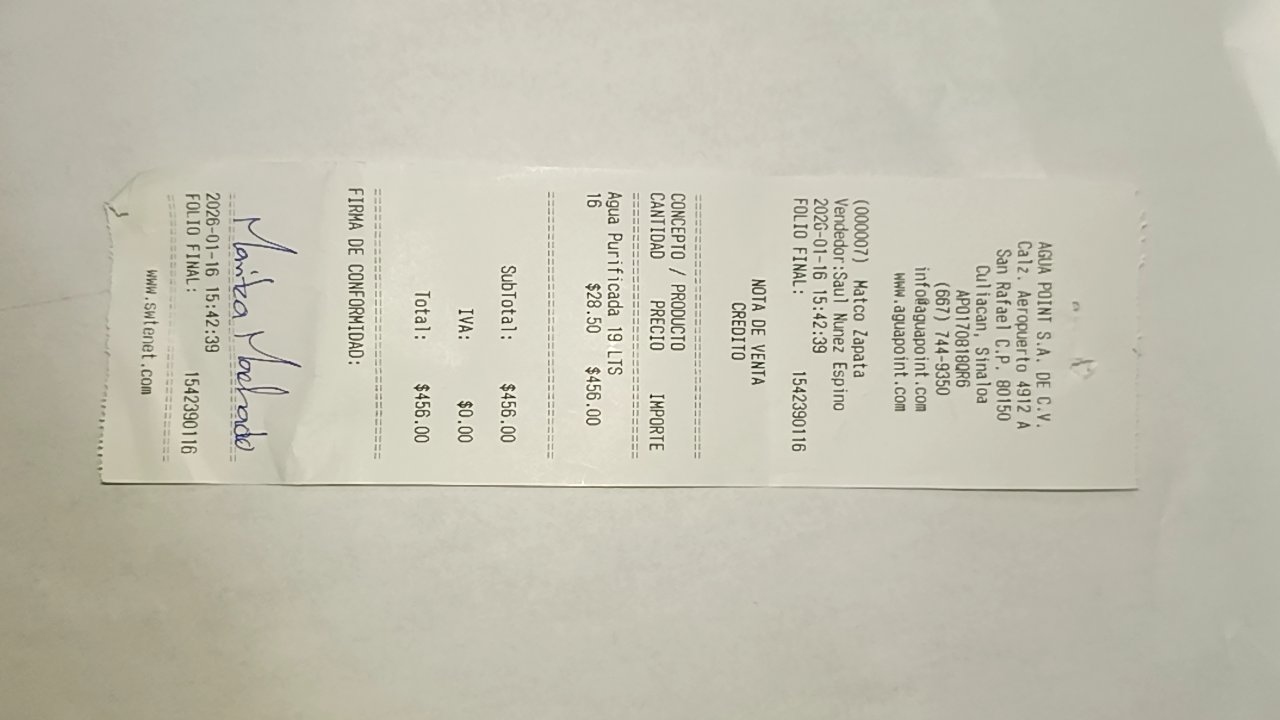 AGUA POINT S.A. DE C.V.
Calz. Aeropuerto 4912 A
San Rafael C.P. 80150
Culiacan, Sinaloa
APO170818QR6
(667) 744-9350
info@aguapoint.com
www.aguapoint.com
(000007) Matco Zapata
Vendedor:Saul Nunez Espino
2026-01-16 15:42:39
FOLIO FINAL: 1542390116
NOTA DE VENTA
CREDITO
CONCEPTO / PRODUCTO
CANTIDAD PRECIO IMPORTE
Agua Purificada 19 LTS
16 $28.50 $456.00
SubTotal: $456.00
IVA: $0.00
Total: $456.00
FIRMA DE CONFORMIDAD:
Maritza Machado
2026-01-16 15:42:39
FOLIO FINAL: 1542390116
www.swtenet.com